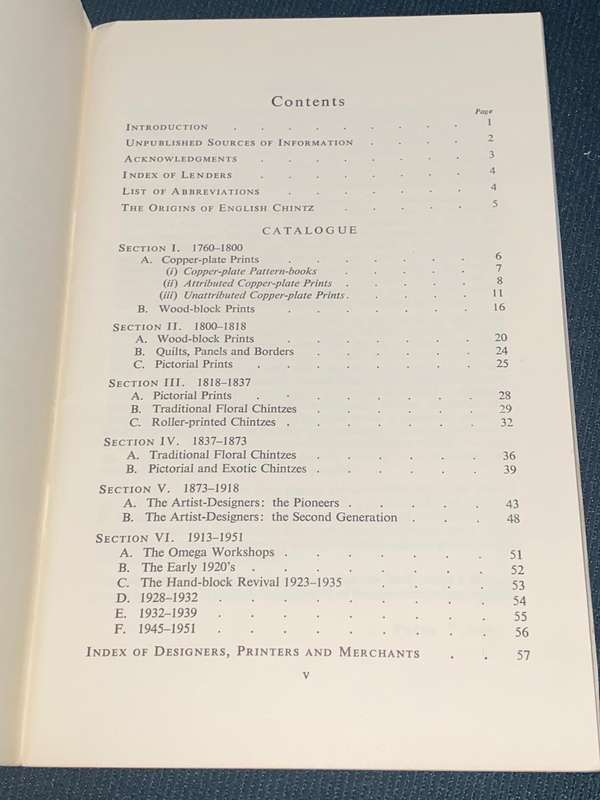 Contents
Page
INTRODUCTION . . . . . . . . 1
UNPUBLISHED SOURCES OF INFORMATION . . . . 2
ACKNOWLEDGMENTS . . . . . . . 3
INDEX OF LENDERS . . . . . . . 4
LIST OF ABBREVIATIONS . . . . . . 4
THE ORIGINS OF ENGLISH CHINTZ . . . . 5
CATALOGUE
SECTION I. 1760–1800
A. Copper-plate Prints . . . . . . 6
(i) Copper-plate Pattern-books . . . . 7
(ii) Attributed Copper-plate Prints . . . . 8
(iii) Unattributed Copper-plate Prints . . . . 11
B. Wood-block Prints . . . . . . 16
SECTION II. 1800–1818
A. Wood-block Prints . . . . . . 20
B. Quilts, Panels and Borders . . . . . 24
C. Pictorial Prints . . . . . . . 25
SECTION III. 1818–1837
A. Pictorial Prints . . . . . . . 28
B. Traditional Floral Chintzes . . . . . 29
C. Roller-printed Chintzes . . . . . . 32
SECTION IV. 1837–1873
A. Traditional Floral Chintzes . . . . . 36
B. Pictorial and Exotic Chintzes . . . . . 39
SECTION V. 1873–1918
A. The Artist-Designers: the Pioneers . . . . 43
B. The Artist-Designers: the Second Generation . . . 48
SECTION VI. 1913–1951
A. The Omega Workshops . . . . . . 51
B. The Early 1920's . . . . . . . 52
C. The Hand-block Revival 1923–1935 . . . . 53
D. 1928–1932 . . . . . . . . 54
E. 1932–1939 . . . . . . . . 55
F. 1945–1951 . . . . . . . . 56
INDEX OF DESIGNERS, PRINTERS AND MERCHANTS . . 57
v